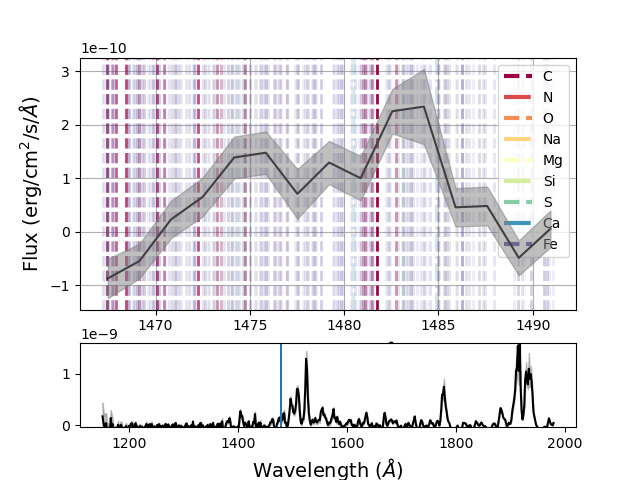 1e−10
Flux (erg/cm²/s/Å)
3
2
1
0
−1
C
N
O
Na
Mg
Si
S
Ca
Fe
1470 1475 1480 1485 1490
1e−9
1
0
1200 1400 1600 1800 2000
Wavelength (Å)